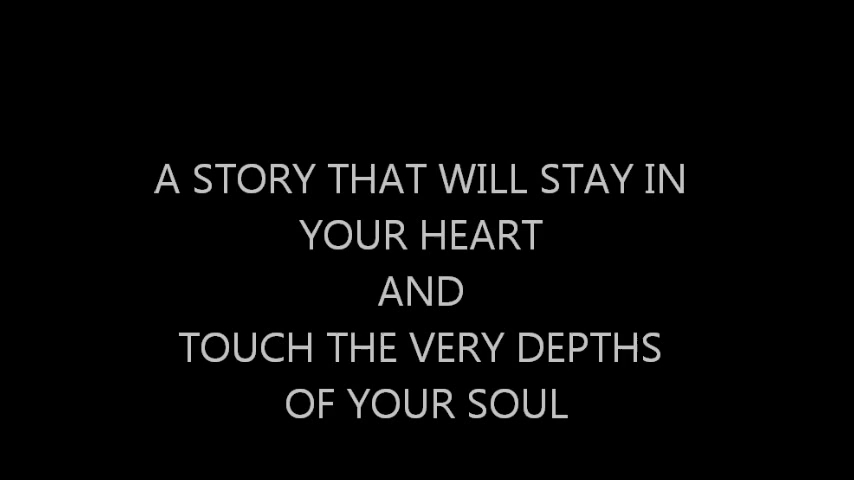 A STORY THAT WILL STAY IN
YOUR HEART
AND
TOUCH THE VERY DEPTHS
OF YOUR SOUL